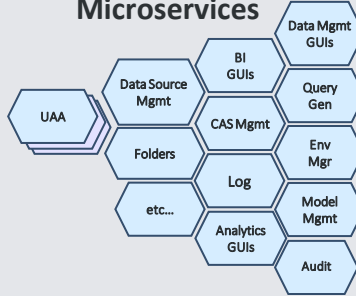 Microservices
UAA
Data Source
Mgmt
Folders
etc...
BI
GUIs
CAS Mgmt
Log
Analytics
GUIs
Data Mgmt
GUIs
Query
Gen
Env
Mgr
Model
Mgmt
Audit